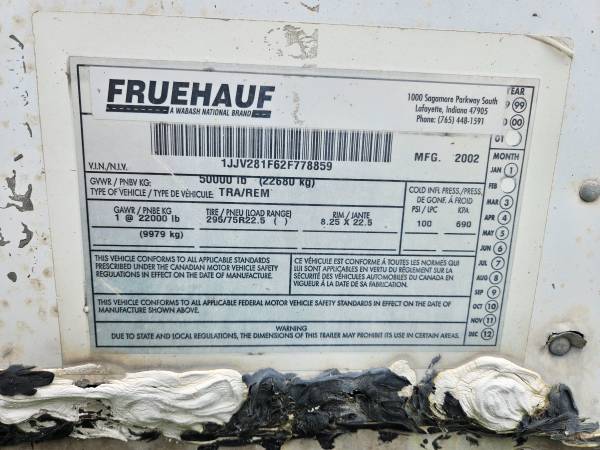 FRUEHAUF
A WABASH NATIONAL BRAND
1000 Sagamore Parkway South
Lafayette, Indiana 47905
Phone: (765) 448-1591
1JJV281F62F778859
V.I.N./N.I.V.
MFG. 2002
GVWR / PNBV KG: 50000 lb (22680 kg)
TYPE OF VEHICLE / TYPE DE VÉHICULE: TRA/REM
GAWR / PNBE KG
1 @ 22000 lb
(9979 kg)
TIRE / PNEU (LOAD RANGE)
295/75R22.5 ( )
RIM / JANTE
8.25 X 22.5
COLD INFL PRESS./PRESS.
DE GONF. À FROID
PSI / LPC KPA
100 690
YEAR
99
00
01
MONTH
JAN 1
FEB
MAR 3
APR 4
MAY 5
JUN 6
JUL 7
AUG 8
SEP 9
OCT 10
NOV 11
DEC 12
THIS VEHICLE CONFORMS TO ALL APPLICABLE STANDARDS
PRESCRIBED UNDER THE CANADIAN MOTOR VEHICLE SAFETY
REGULATIONS IN EFFECT ON THE DATE OF MANUFACTURE.
CE VÉHICULE EST CONFORME À TOUTES LES NORMES QUI
LUI SONT APPLICABLES EN VERTU DU RÈGLEMENT SUR LA
SÉCURITÉ DES VÉHICULES AUTOMOBILES DU CANADA EN
VIGUEUR À LA DATE DE SA FABRICATION.
THIS VEHICLE CONFORMS TO ALL APPLICABLE FEDERAL MOTOR VEHICLE SAFETY STANDARDS IN EFFECT ON THE DATE OF
MANUFACTURE SHOWN ABOVE.
WARNING
DUE TO STATE AND LOCAL REGULATIONS, THE DIMENSIONS OF THIS TRAILER MAY PROHIBIT ITS USE IN CERTAIN AREAS.